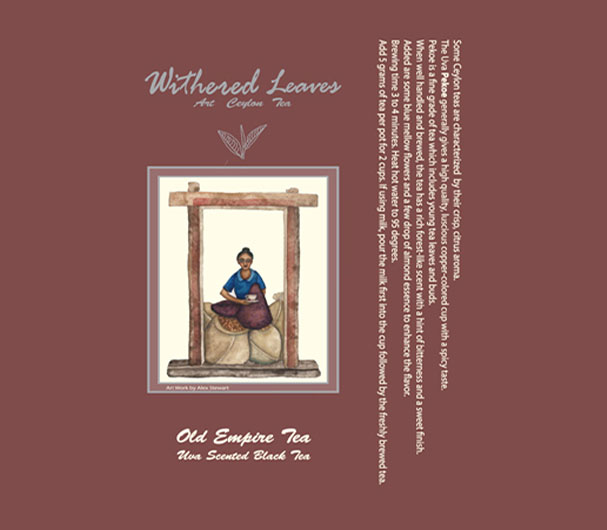 Withered Leaves
Art Ceylon Tea
Art Work by Alex Stewart
Old Empire Tea
Uva Scented Black Tea
Some Ceylon teas are characterized by their crisp, citrus aroma.
The Uva Pekoe generally gives a high quality, luscious copper-colored cup with a spicy taste.
Pekoe is a fine grade of tea which includes young tea leaves and buds.
When well handled and brewed, the tea has a rich forest-like scent with a hint of bitterness and a sweet finish.
Added are some blue mallow flowers and a few drop of almond essence to enhance the flavor.
Brewing time 3 to 4 minutes. Heat hot water to 95 degrees.
Add 5 grams of tea per pot for 2 cups. If using milk, pour the milk first into the cup followed by the freshly brewed tea.